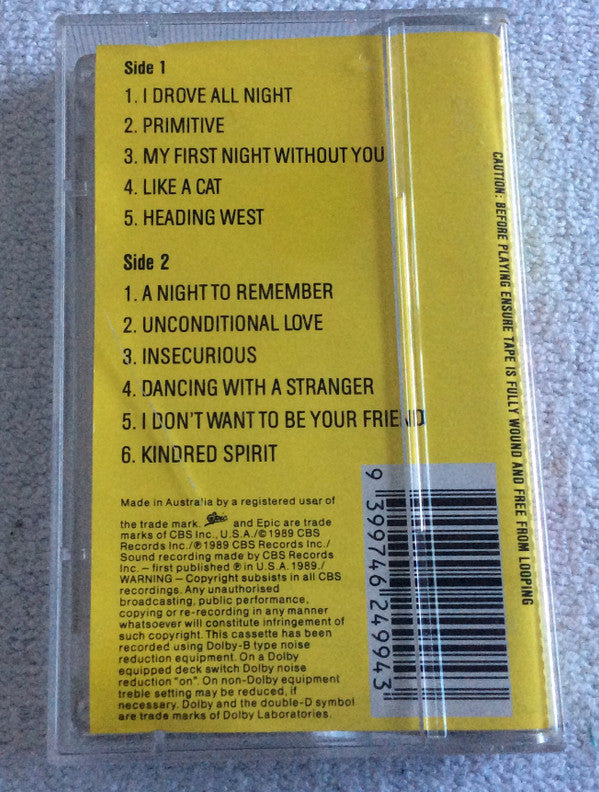 Side 1
1. I DROVE ALL NIGHT
2. PRIMITIVE
3. MY FIRST NIGHT WITHOUT YOU
4. LIKE A CAT
5. HEADING WEST
Side 2
1. A NIGHT TO REMEMBER
2. UNCONDITIONAL LOVE
3. INSECURIOUS
4. DANCING WITH A STRANGER
5. I DON'T WANT TO BE YOUR FRIEND
6. KINDRED SPIRIT
Made in Australia by a registered user of
the trade mark. Epic and Epic are trade
marks of CBS Inc., U.S.A./© 1989 CBS
Records Inc./℗ 1989 CBS Records Inc./
Sound recording made by CBS Records
Inc. – first published ℗ in U.S.A. 1989./
WARNING – Copyright subsists in all CBS
recordings. Any unauthorised
broadcasting, public performance,
copying or re-recording in any manner
whatsoever will constitute infringement of
such copyright. This cassette has been
recorded using Dolby-B type noise
reduction equipment. On a Dolby
equipped deck switch Dolby noise
reduction "on". On non-Dolby equipment
treble setting may be reduced, if
necessary. Dolby and the double-D symbol
are trade marks of Dolby Laboratories.
9 399746 249943
CAUTION: BEFORE PLAYING ENSURE TAPE IS FULLY WOUND AND FREE FROM LOOPING